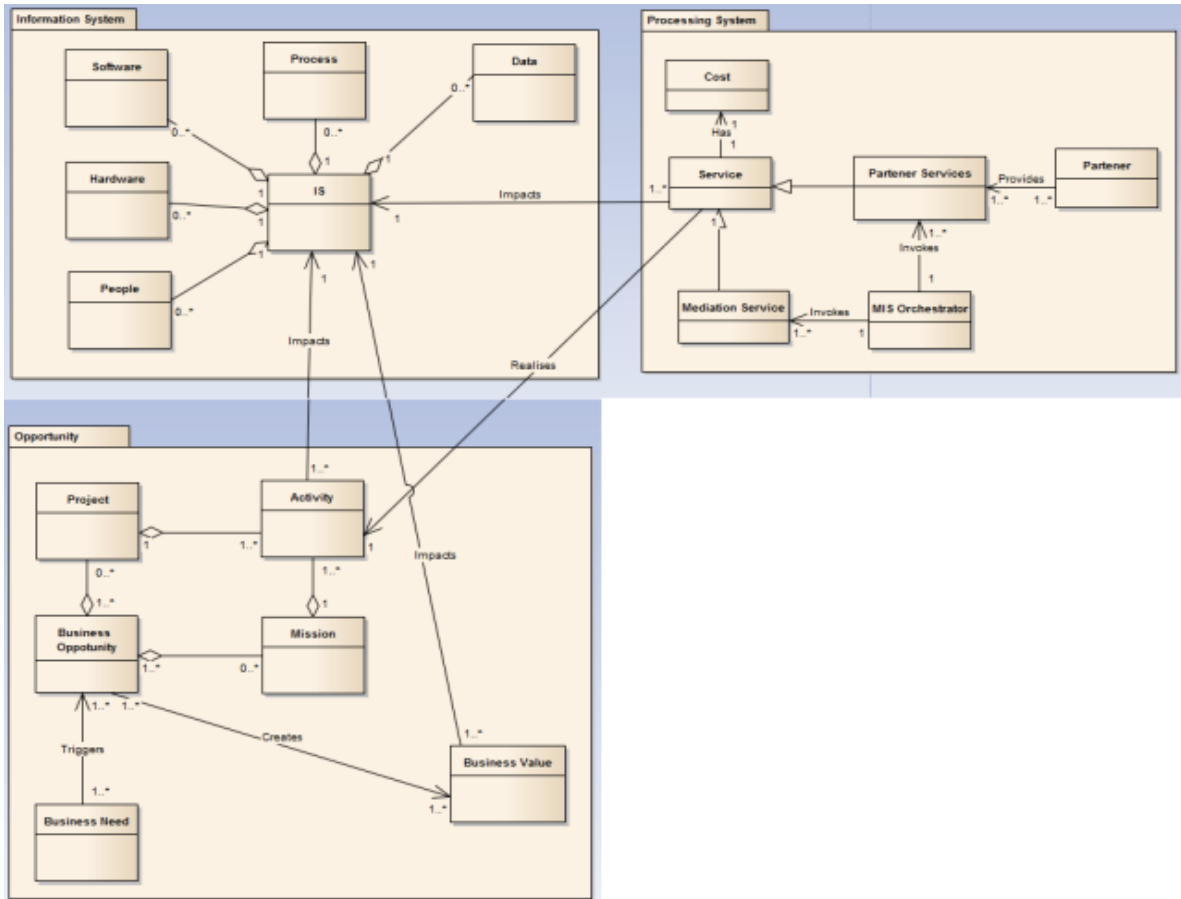 Information System
Software
Process
Data
0..*
0..*
0..*
1
1
1
Hardware
IS
0..*
1
1
1
People
0..*
1
1
Impacts
Impacts
Processing System
Cost
1
Has
1
Service
1..*
1
Partener Services
Provides
1..*
1..*
Partener
1..*
Invokes
1
Mediation Service
Invokes
1..*
1
MIS Orchestrator
Realises
Opportunity
1..*
Project
Activity
1
1..*
1
0..*
1..*
Impacts
1..*
1
Business
Oppotunity
Mission
1..*
0..*
1..*
1..*
Creates
Triggers
1..*
Business Value
1..*
1..*
Business Need